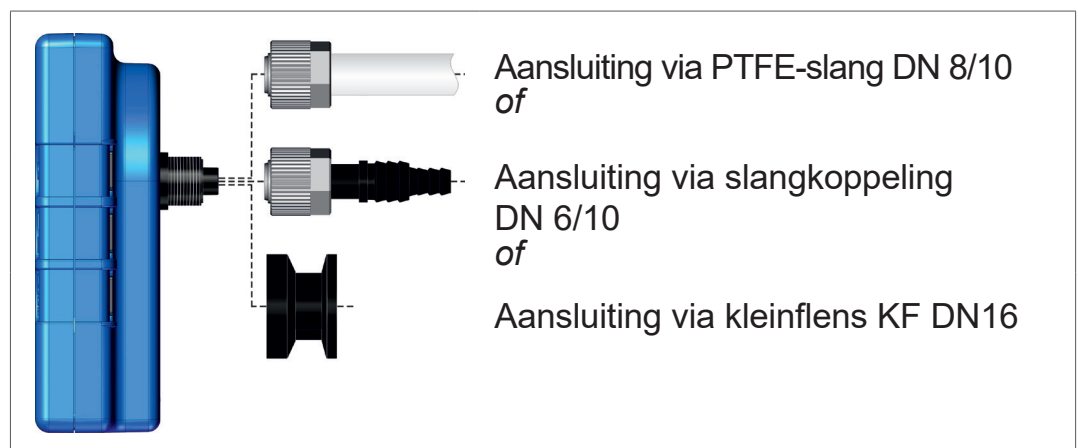 Aansluiting via PTFE-slang DN 8/10
of
Aansluiting via slangkoppeling
DN 6/10
of
Aansluiting via kleinflens KF DN16